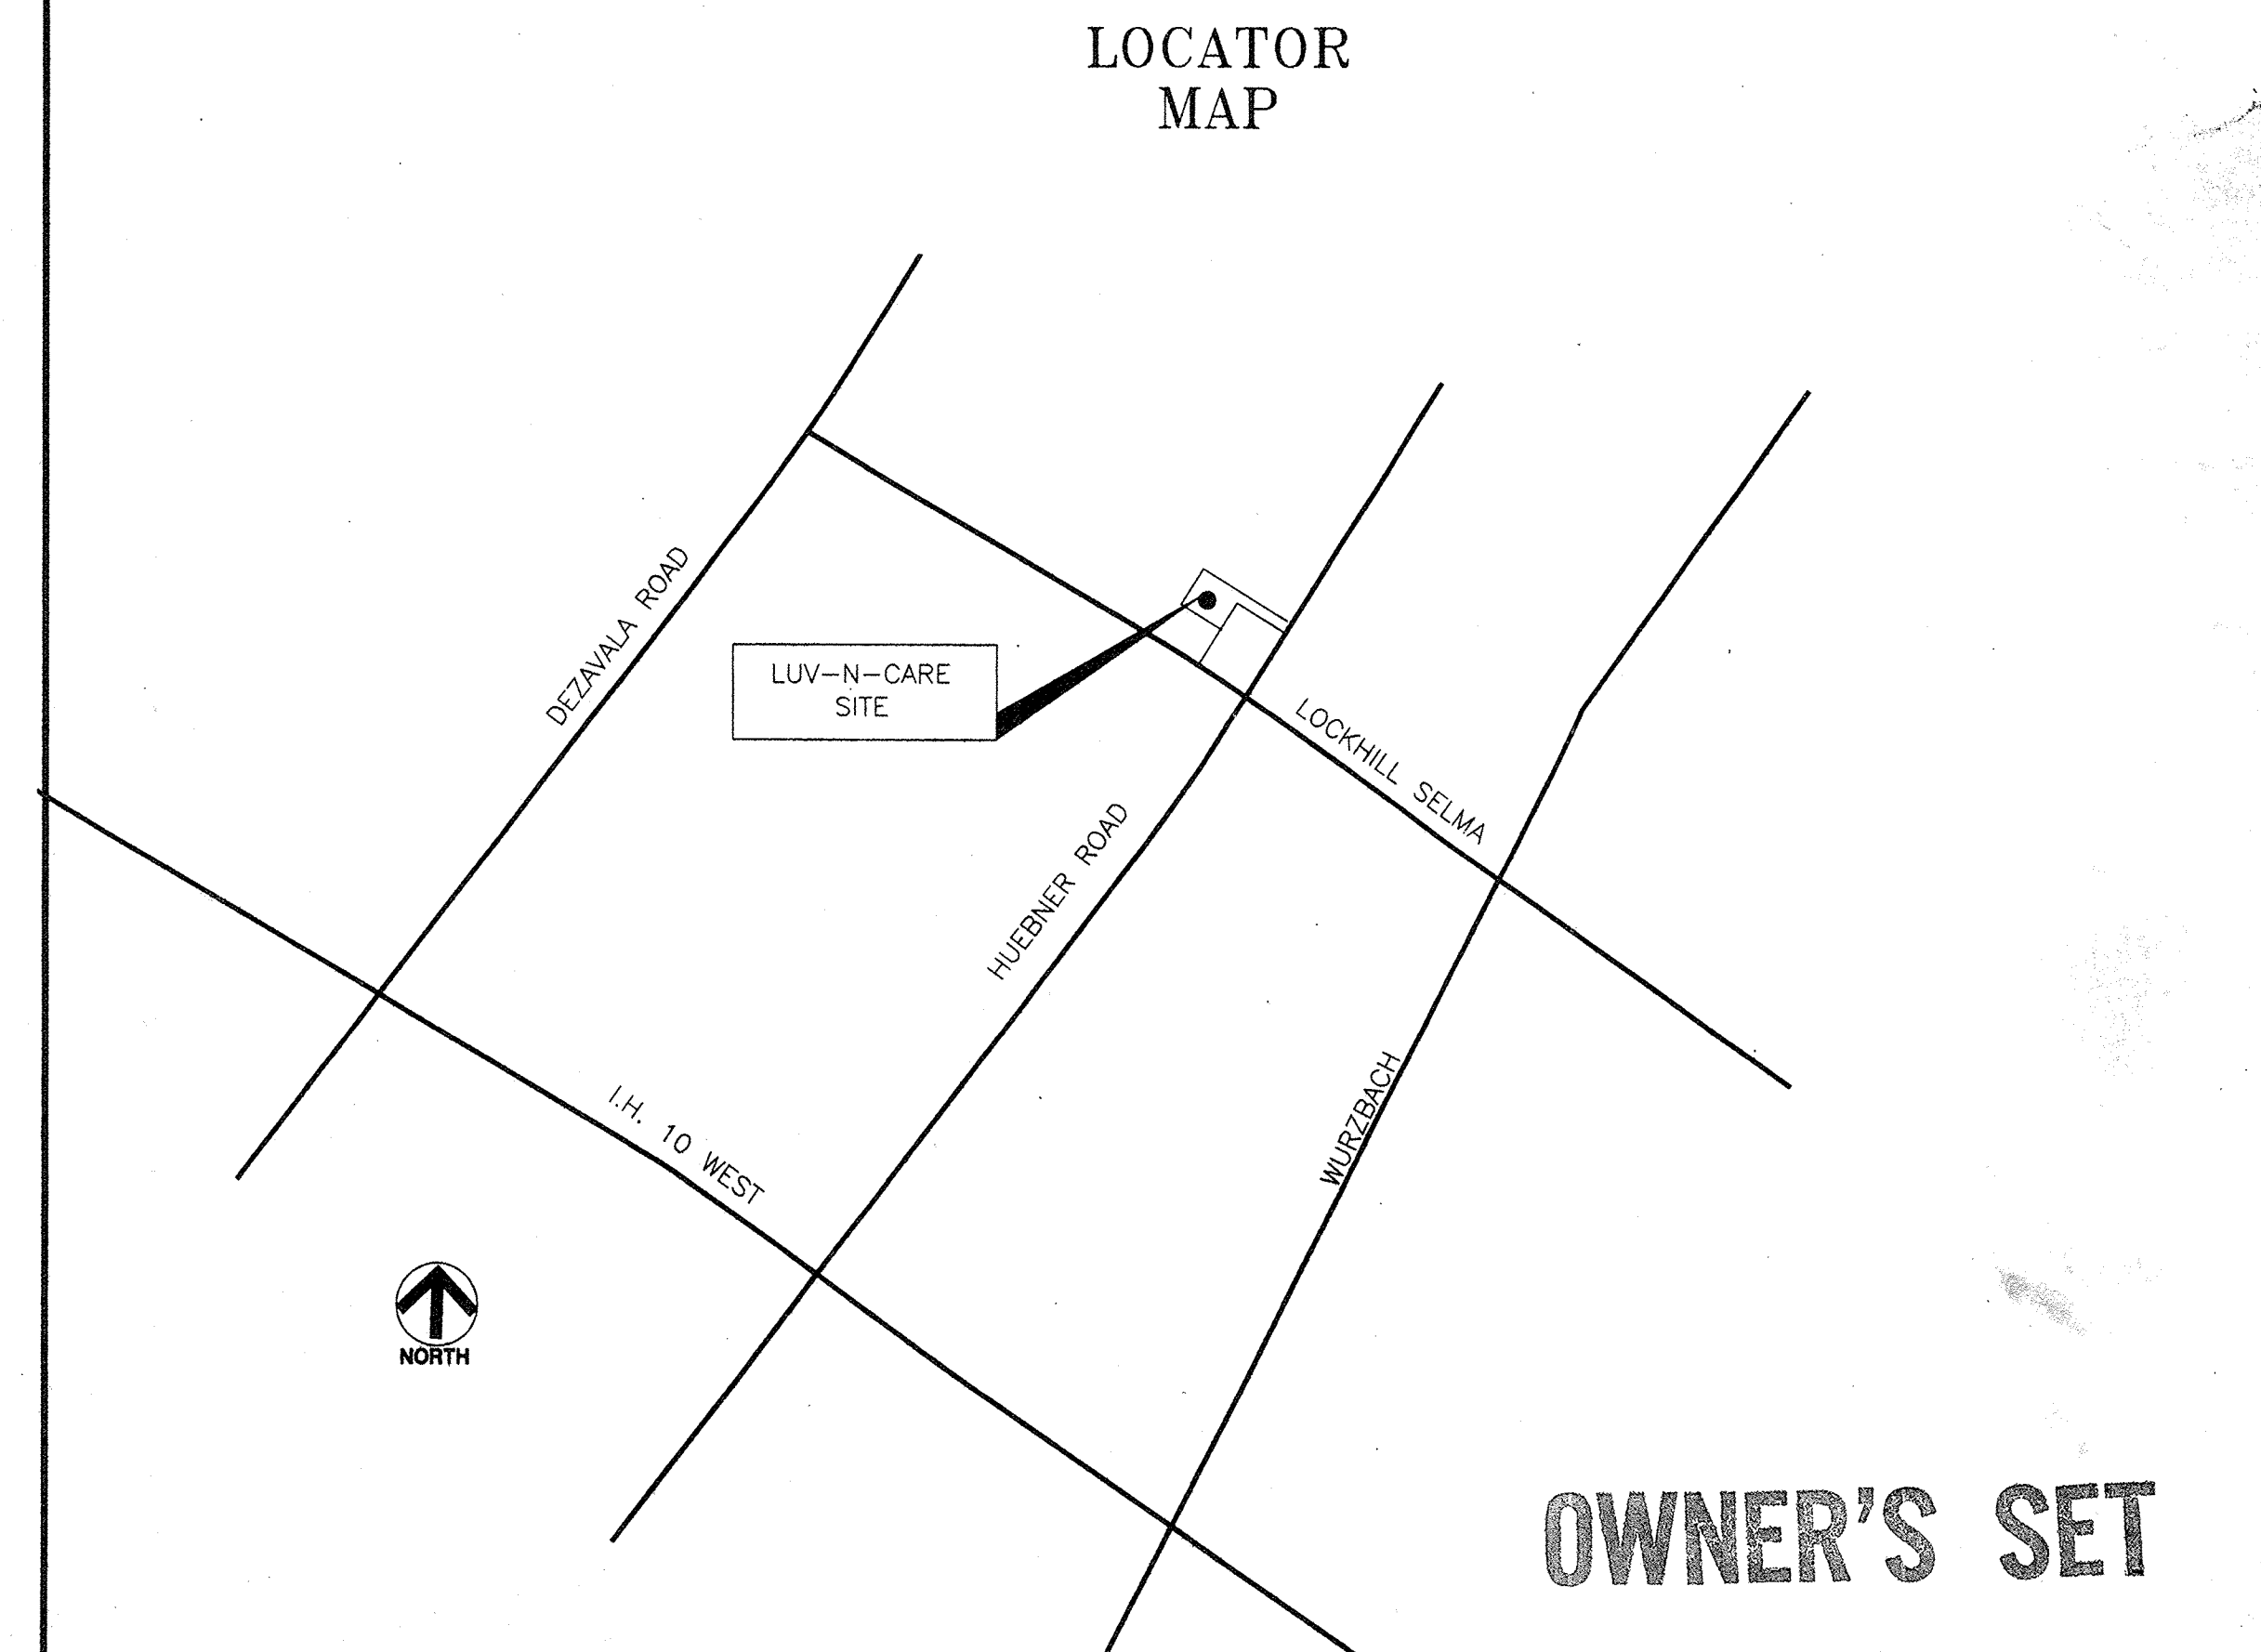 LOCATOR
MAP
DEZAVALA ROAD
LUV-N-CARE
SITE
LOCKHILL SELMA
HUEBNER ROAD
WURZBACH
I.H. 10 WEST
NORTH
OWNER'S SET